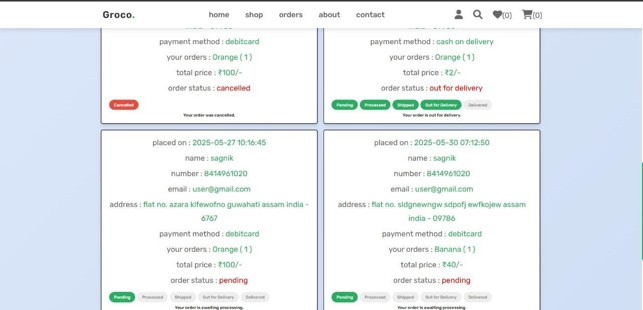 Groco.
home shop orders about contact
(0) (0)
payment method : debitcard
your orders : Orange ( 1 )
total price : ₹100/-
order status : cancelled
Cancelled
Your order was cancelled.
payment method : cash on delivery
your orders : Orange ( 1 )
total price : ₹2/-
order status : out for delivery
Pending Processed Shipped Out for Delivery Delivered
Your order is out for delivery.
placed on : 2025-05-27 10:16:45
name : sagnik
number : 8414961020
email : user@gmail.com
address : flat no. azara klfewofno guwahati assam india -
6767
payment method : debitcard
your orders : Orange ( 1 )
total price : ₹100/-
order status : pending
Pending Processed Shipped Out for Delivery Delivered
Your order is awaiting processing.
placed on : 2025-05-30 07:12:50
name : sagnik
number : 8414961020
email : user@gmail.com
address : flat no. sldgnewngw sdpofj ewfkojew assam
india - 09786
payment method : debitcard
your orders : Banana ( 1 )
total price : ₹40/-
order status : pending
Pending Processed Shipped Out for Delivery Delivered
Your order is awaiting processing.